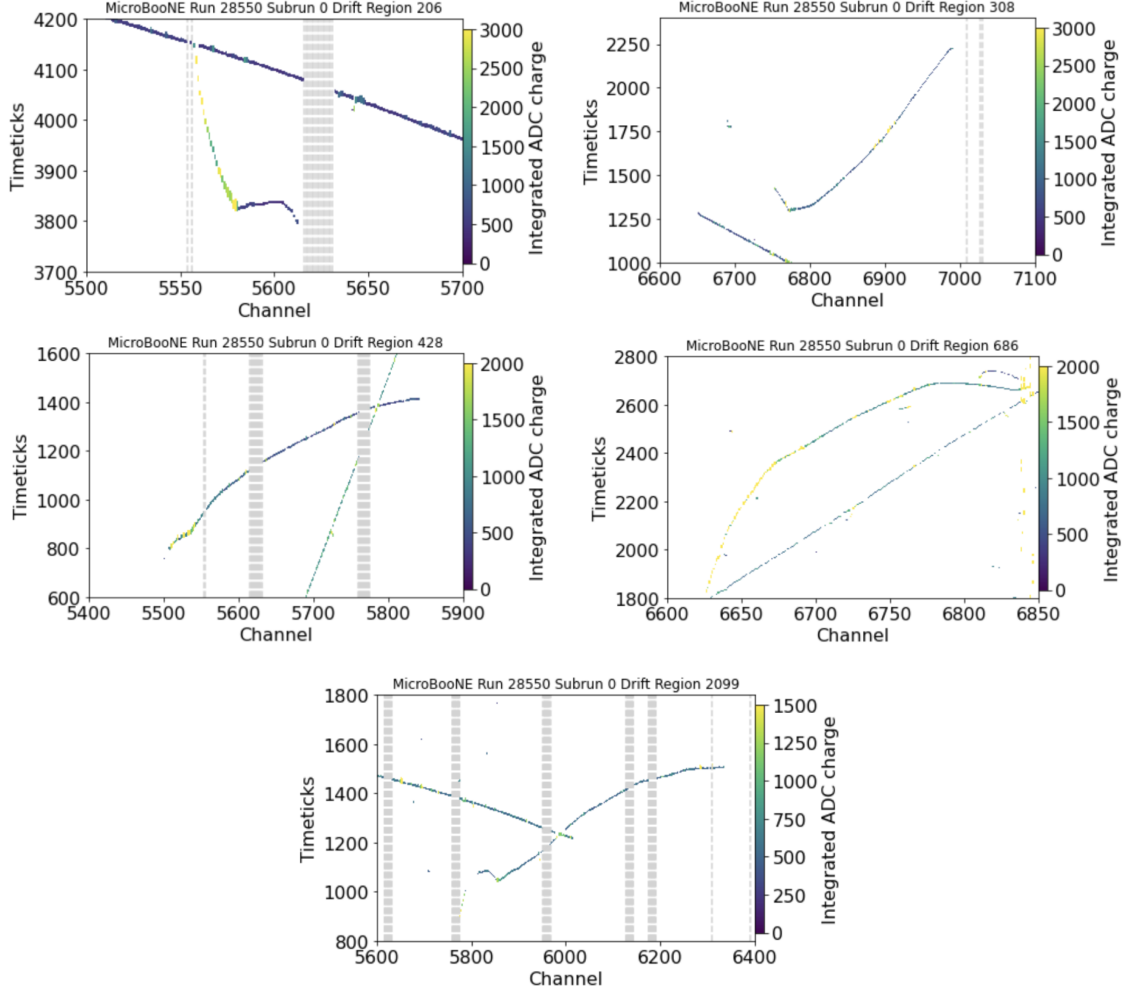 MicroBooNE Run 28550 Subrun 0 Drift Region 206
4200
4100
4000
3900
3800
3700
Timeticks
5500 5550 5600 5650 5700
Channel
3000
2500
2000
1500
1000
500
0
Integrated ADC charge
MicroBooNE Run 28550 Subrun 0 Drift Region 308
2250
2000
1750
1500
1250
1000
Timeticks
6600 6700 6800 6900 7000 7100
Channel
3000
2500
2000
1500
1000
500
0
Integrated ADC charge
MicroBooNE Run 28550 Subrun 0 Drift Region 428
1600
1400
1200
1000
800
600
Timeticks
5400 5500 5600 5700 5800 5900
Channel
2000
1500
1000
500
0
Integrated ADC charge
MicroBooNE Run 28550 Subrun 0 Drift Region 686
2800
2600
2400
2200
2000
1800
Timeticks
6600 6650 6700 6750 6800 6850
Channel
2000
1500
1000
500
0
Integrated ADC charge
MicroBooNE Run 28550 Subrun 0 Drift Region 2099
1800
1600
1400
1200
1000
800
Timeticks
5600 5800 6000 6200 6400
Channel
1500
1250
1000
750
500
250
0
Integrated ADC charge